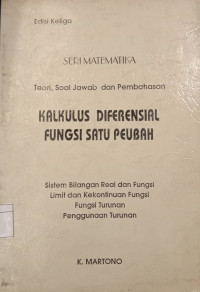 Edisi Ketiga
SERI MATEMATIKA
Teori, Soal Jawab dan Pembahasan
KALKULUS DIFERENSIAL
FUNGSI SATU PEUBAH
Sistem Bilangan Real dan Fungsi
Limit dan Kekontinuan Fungsi
Fungsi Turunan
Penggunaan Turunan
K. MARTONO